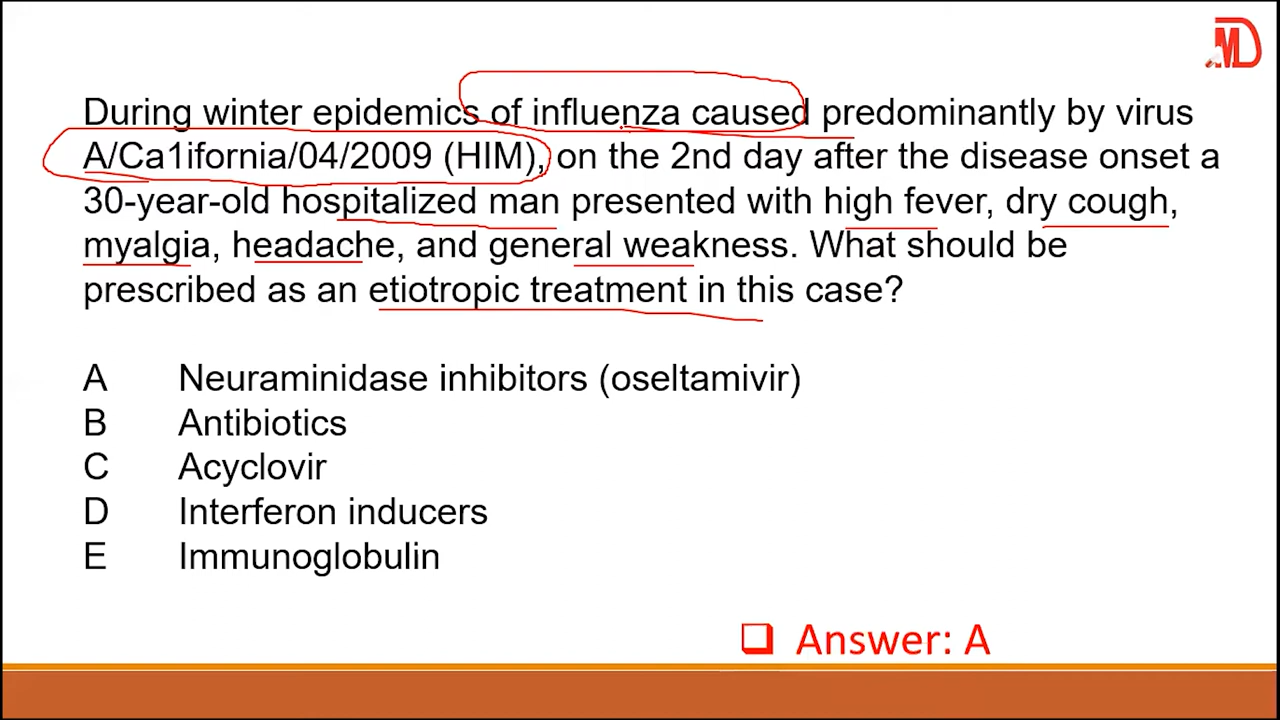 MD
During winter epidemics of influenza caused predominantly by virus
A/Ca1ifornia/04/2009 (HIM), on the 2nd day after the disease onset a
30-year-old hospitalized man presented with high fever, dry cough,
myalgia, headache, and general weakness. What should be
prescribed as an etiotropic treatment in this case?
A Neuraminidase inhibitors (oseltamivir)
B Antibiotics
C Acyclovir
D Interferon inducers
E Immunoglobulin
Answer: A